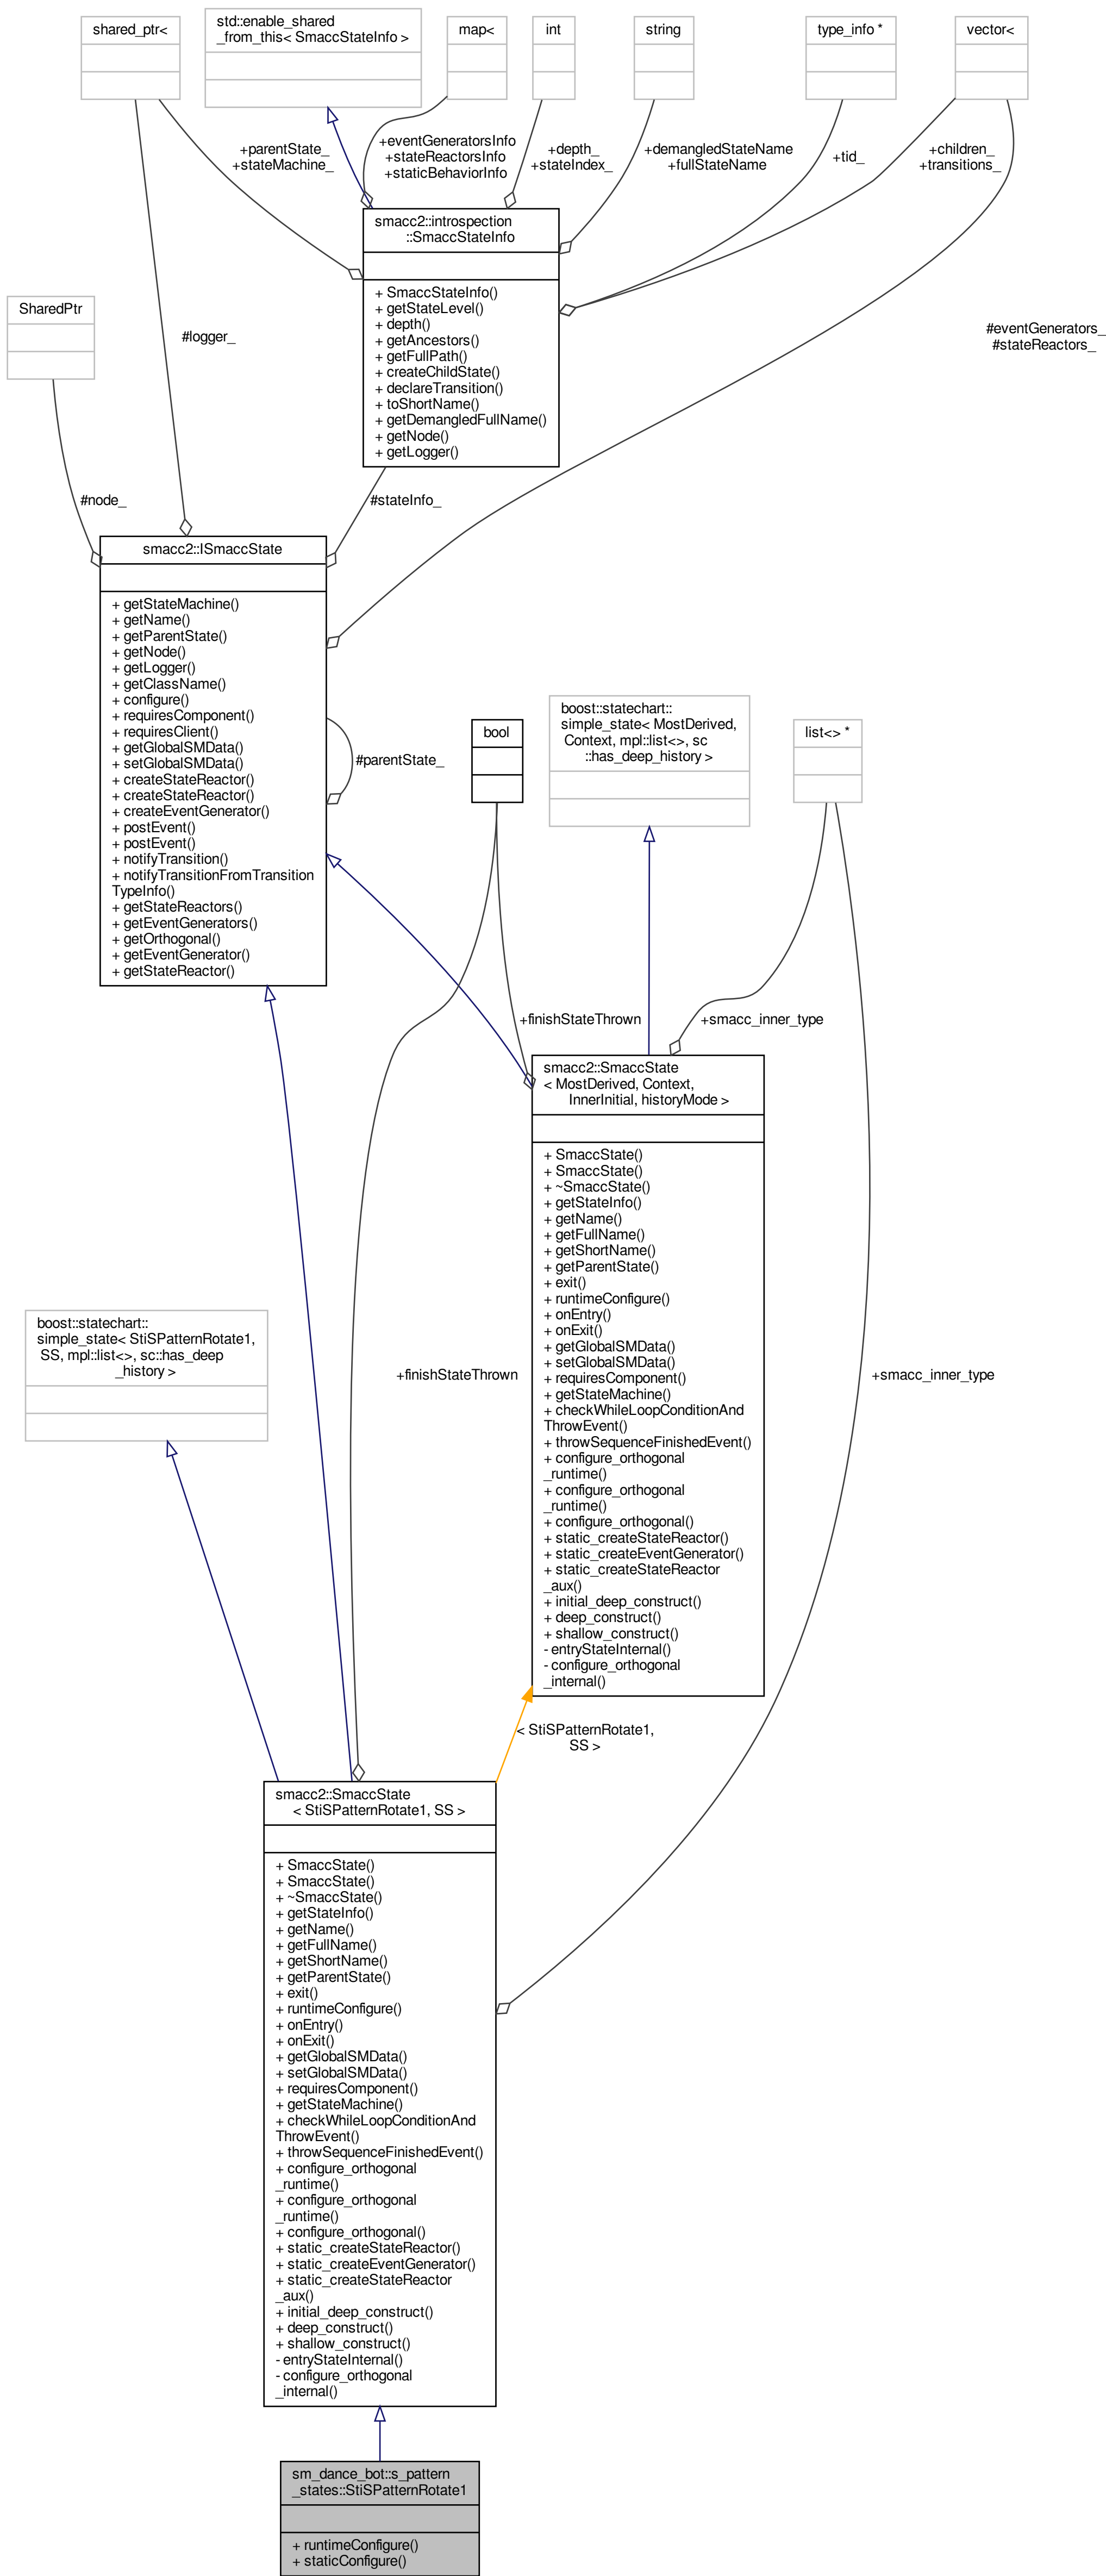 shared_ptr<
std::enable_shared
_from_this< SmaccStateInfo >
map<
int
string
type_info *
vector<
+parentState_
+stateMachine_
+eventGeneratorsInfo
+stateReactorsInfo
+staticBehaviorInfo
+depth_
+stateIndex_
+demangledStateName
+fullStateName
+tid_
+children_
+transitions_
smacc2::introspection
::SmaccStateInfo
+ SmaccStateInfo()
+ getStateLevel()
+ depth()
+ getAncestors()
+ getFullPath()
+ createChildState()
+ declareTransition()
+ toShortName()
+ getDemangledFullName()
+ getNode()
+ getLogger()
SharedPtr
#logger_
#eventGenerators_
#stateReactors_
#node_
#stateInfo_
smacc2::ISmaccState
+ getStateMachine()
+ getName()
+ getParentState()
+ getNode()
+ getLogger()
+ getClassName()
+ configure()
+ requiresComponent()
+ requiresClient()
+ getGlobalSMData()
+ setGlobalSMData()
+ createStateReactor()
+ createStateReactor()
+ createEventGenerator()
+ postEvent()
+ postEvent()
+ notifyTransition()
+ notifyTransitionFromTransition
TypeInfo()
+ getStateReactors()
+ getEventGenerators()
+ getOrthogonal()
+ getEventGenerator()
+ getStateReactor()
#parentState_
bool
boost::statechart::
simple_state< MostDerived,
Context, mpl::list<>, sc
::has_deep_history >
list<> *
+finishStateThrown
+smacc_inner_type
smacc2::SmaccState
< MostDerived, Context,
InnerInitial, historyMode >
+ SmaccState()
+ SmaccState()
+ ~SmaccState()
+ getStateInfo()
+ getName()
+ getFullName()
+ getShortName()
+ getParentState()
+ exit()
+ runtimeConfigure()
+ onEntry()
+ onExit()
+ getGlobalSMData()
+ setGlobalSMData()
+ requiresComponent()
+ getStateMachine()
+ checkWhileLoopConditionAnd
ThrowEvent()
+ throwSequenceFinishedEvent()
+ configure_orthogonal
_runtime()
+ configure_orthogonal
_runtime()
+ configure_orthogonal()
+ static_createStateReactor()
+ static_createEventGenerator()
+ static_createStateReactor
_aux()
+ initial_deep_construct()
+ deep_construct()
+ shallow_construct()
- entryStateInternal()
- configure_orthogonal
_internal()
boost::statechart::
simple_state< StiSPatternRotate1,
SS, mpl::list<>, sc::has_deep
_history >
+finishStateThrown
+smacc_inner_type
< StiSPatternRotate1,
SS >
smacc2::SmaccState
< StiSPatternRotate1, SS >
+ SmaccState()
+ SmaccState()
+ ~SmaccState()
+ getStateInfo()
+ getName()
+ getFullName()
+ getShortName()
+ getParentState()
+ exit()
+ runtimeConfigure()
+ onEntry()
+ onExit()
+ getGlobalSMData()
+ setGlobalSMData()
+ requiresComponent()
+ getStateMachine()
+ checkWhileLoopConditionAnd
ThrowEvent()
+ throwSequenceFinishedEvent()
+ configure_orthogonal
_runtime()
+ configure_orthogonal
_runtime()
+ configure_orthogonal()
+ static_createStateReactor()
+ static_createEventGenerator()
+ static_createStateReactor
_aux()
+ initial_deep_construct()
+ deep_construct()
+ shallow_construct()
- entryStateInternal()
- configure_orthogonal
_internal()
sm_dance_bot::s_pattern
_states::StiSPatternRotate1
+ runtimeConfigure()
+ staticConfigure()